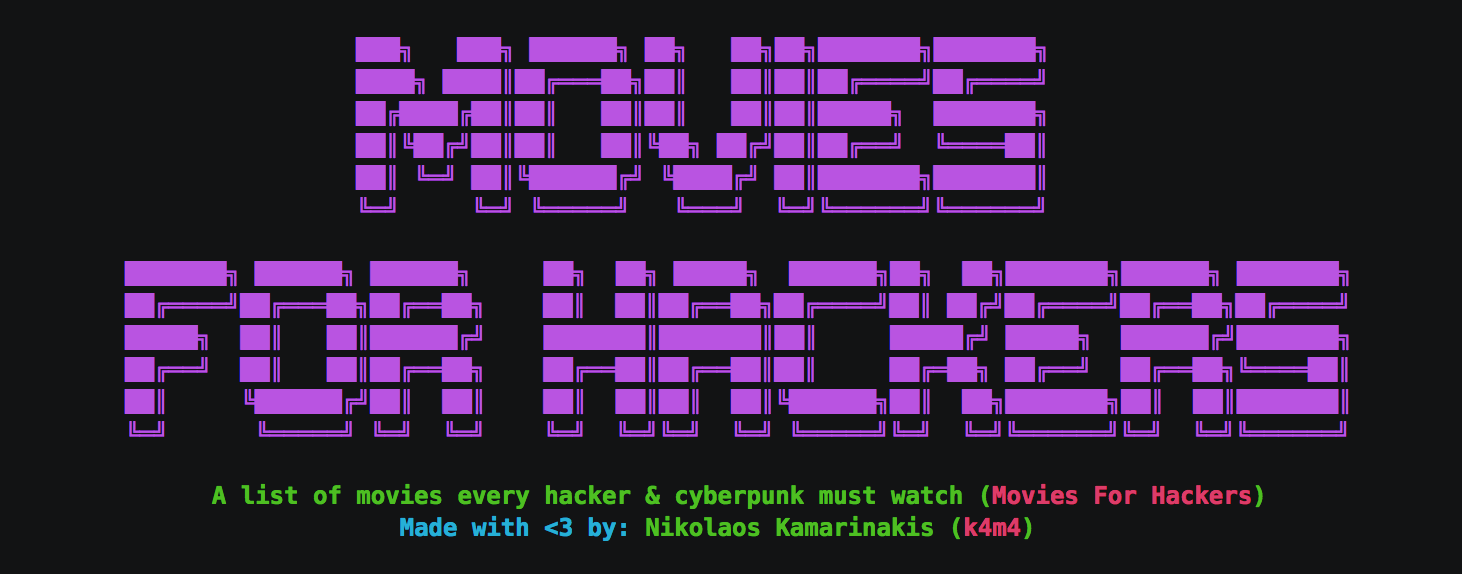 MOVIES
FOR HACKERS
A list of movies every hacker & cyberpunk must watch (Movies For Hackers)
Made with <3 by: Nikolaos Kamarinakis (k4m4)